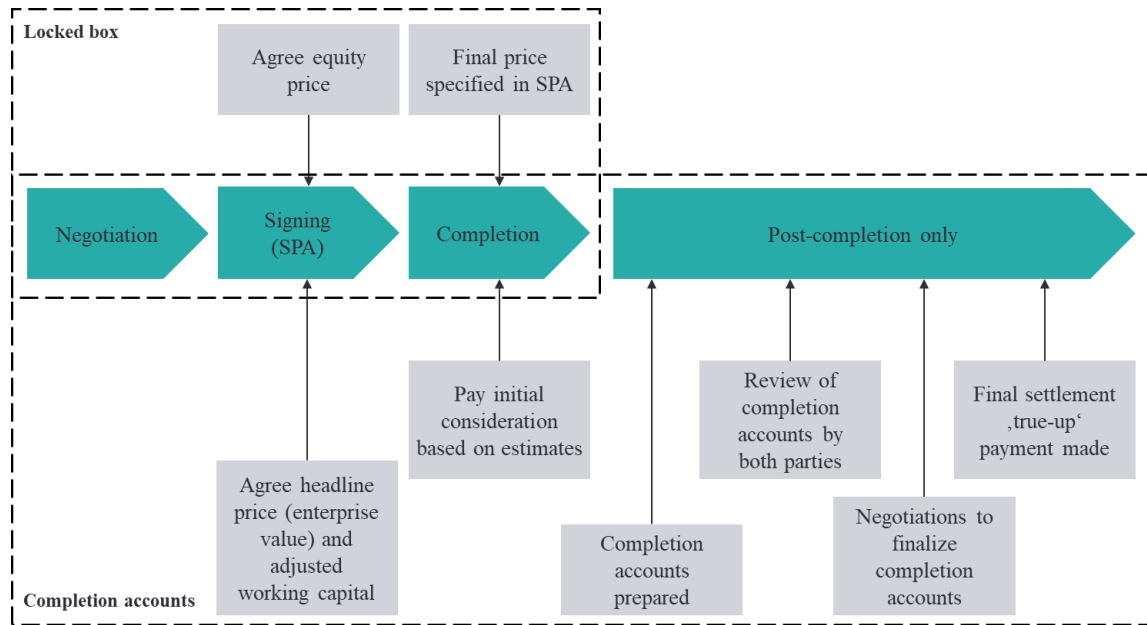 Locked box
Agree equity
price
Final price
specified in SPA
Negotiation
Signing
(SPA)
Completion
Post-completion only
Agree headline
price (enterprise
value) and
adjusted
working capital
Pay initial
consideration
based on estimates
Completion
accounts
prepared
Review of
completion
accounts by
both parties
Negotiations to
finalize
completion
accounts
Final settlement
‚true-up‘
payment made
Completion accounts